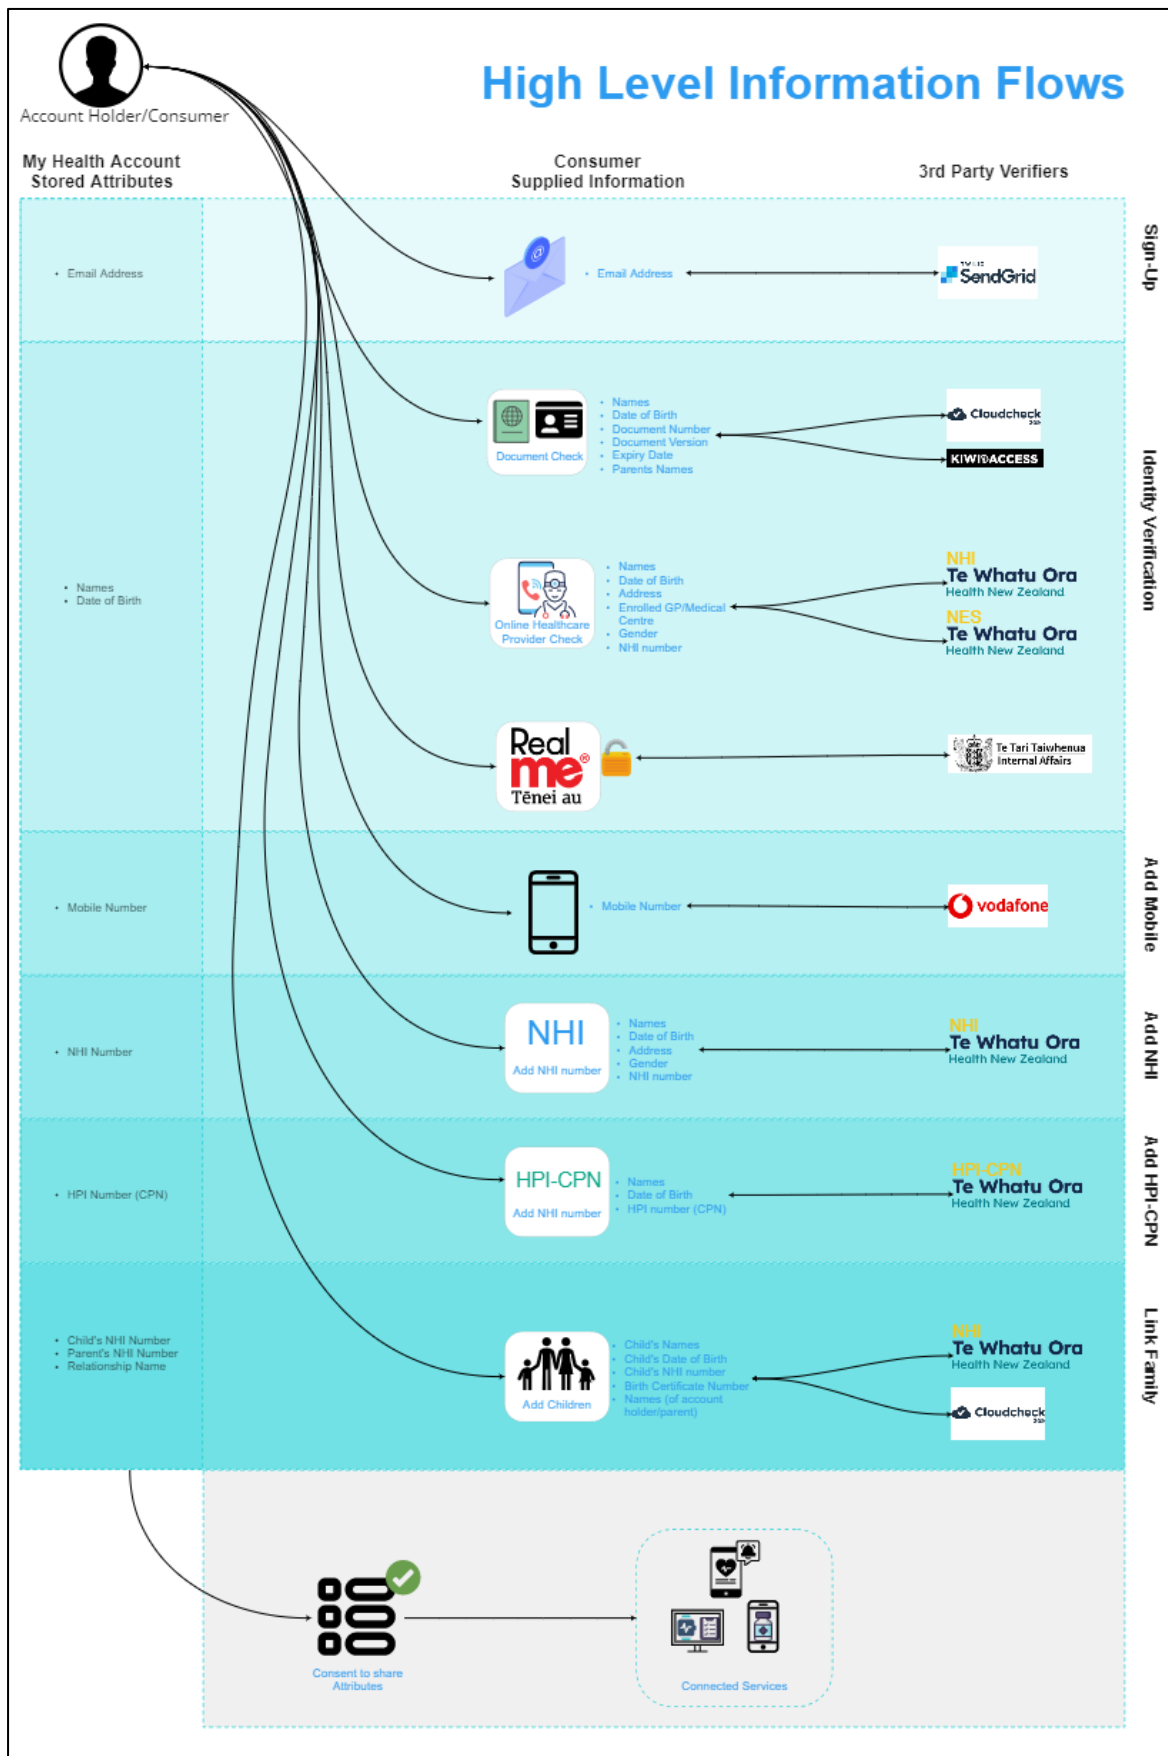 High Level Information Flows
Account Holder/Consumer
My Health Account
Stored Attributes
Consumer
Supplied Information
3rd Party Verifiers
Sign-Up
• Email Address
• Email Address
SendGrid
Identity Verification
• Names
• Date of Birth
Document Check
• Names
• Date of Birth
• Document Number
• Document Version
• Expiry Date
• Parents Names
Cloudcheck
KIWI ACCESS
Online Healthcare
Provider Check
• Names
• Date of Birth
• Address
• Enrolled GP/Medical
Centre
• Gender
• NHI number
NHI
Te Whatu Ora
Health New Zealand
NES
Te Whatu Ora
Health New Zealand
Real
me®
Tēnei au
Te Tari Taiwhenua
Internal Affairs
Add Mobile
• Mobile Number
• Mobile Number
vodafone
Add NHI
• NHI Number
NHI
Add NHI number
• Names
• Date of Birth
• Address
• Gender
• NHI number
NHI
Te Whatu Ora
Health New Zealand
Add HPI-CPN
• HPI Number (CPN)
HPI-CPN
Add NHI number
• Names
• Date of Birth
• HPI number (CPN)
HPI-CPN
Te Whatu Ora
Health New Zealand
Link Family
• Child's NHI Number
• Parent's NHI Number
• Relationship Name
Add Children
• Child's Names
• Child's Date of Birth
• Child's NHI number
• Birth Certificate Number
• Names (of account
holder/parent)
NHI
Te Whatu Ora
Health New Zealand
Cloudcheck
Consent to share
Attributes
Connected Services